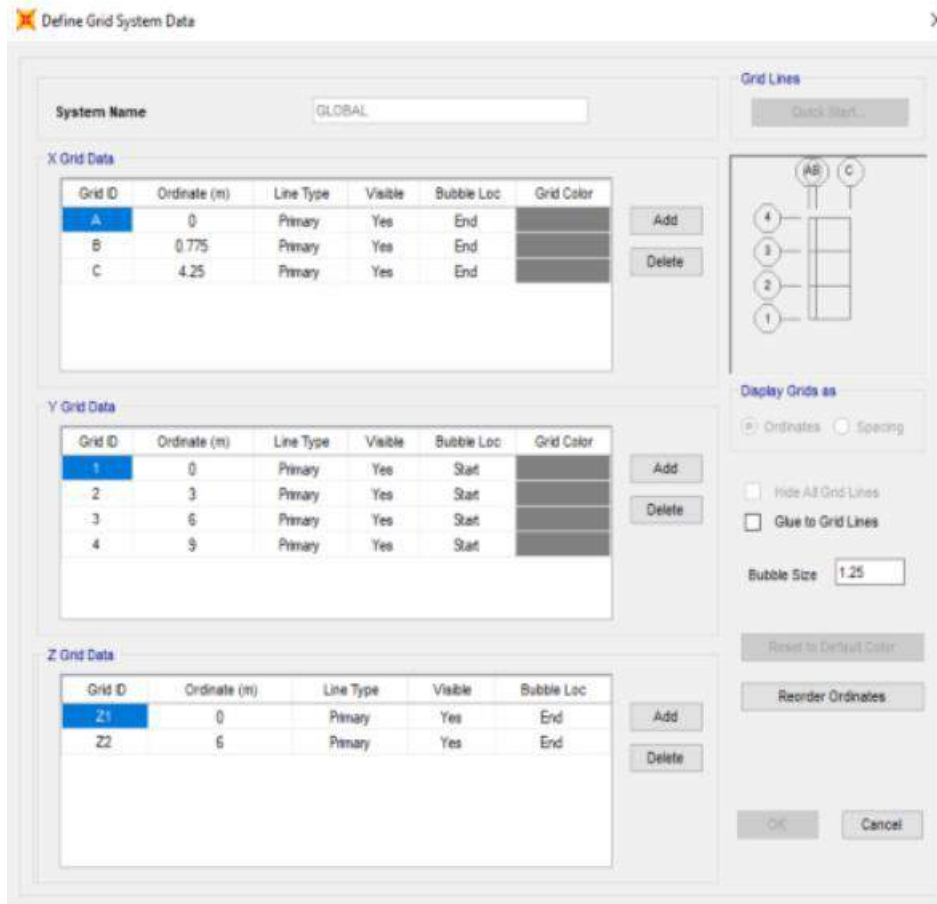 Define Grid System Data
Grid Lines
System Name GLOBAL Quick Start...
X Grid Data
Grid ID Ordinate (m) Line Type Visible Bubble Loc Grid Color
A 0 Primary Yes End Add
B 0.775 Primary Yes End
C 4.25 Primary Yes End Delete
A B C
4
3
2
1
Display Grids as
Ordinates Spacing
Y Grid Data
Grid ID Ordinate (m) Line Type Visible Bubble Loc Grid Color
1 0 Primary Yes Start Add
2 3 Primary Yes Start
3 6 Primary Yes Start Delete
4 9 Primary Yes Start
Hide All Grid Lines
Glue to Grid Lines
Bubble Size 1.25
Z Grid Data
Grid ID Ordinate (m) Line Type Visible Bubble Loc
Z1 0 Primary Yes End Add
Z2 6 Primary Yes End Delete
Reset to Default Color
Reorder Ordinates
OK Cancel